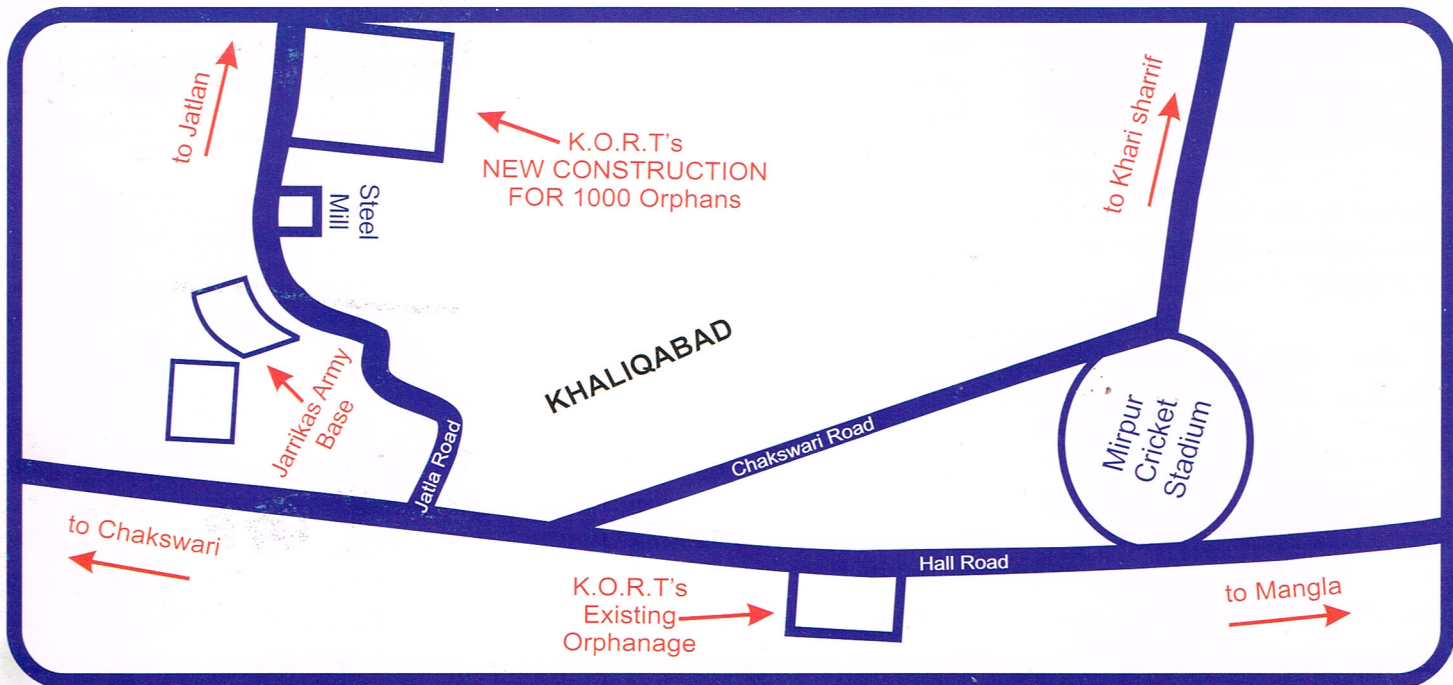 to Jatlan
K.O.R.T's
NEW CONSTRUCTION
FOR 1000 Orphans
to Khari sharrif
Steel
Mill
KHALIQABAD
Jarrikas Army
Base
Jatla Road
Chakswari Road
Mirpur
Cricket
Stadium
to Chakswari
Hall Road
K.O.R.T's
Existing
Orphanage
to Mangla